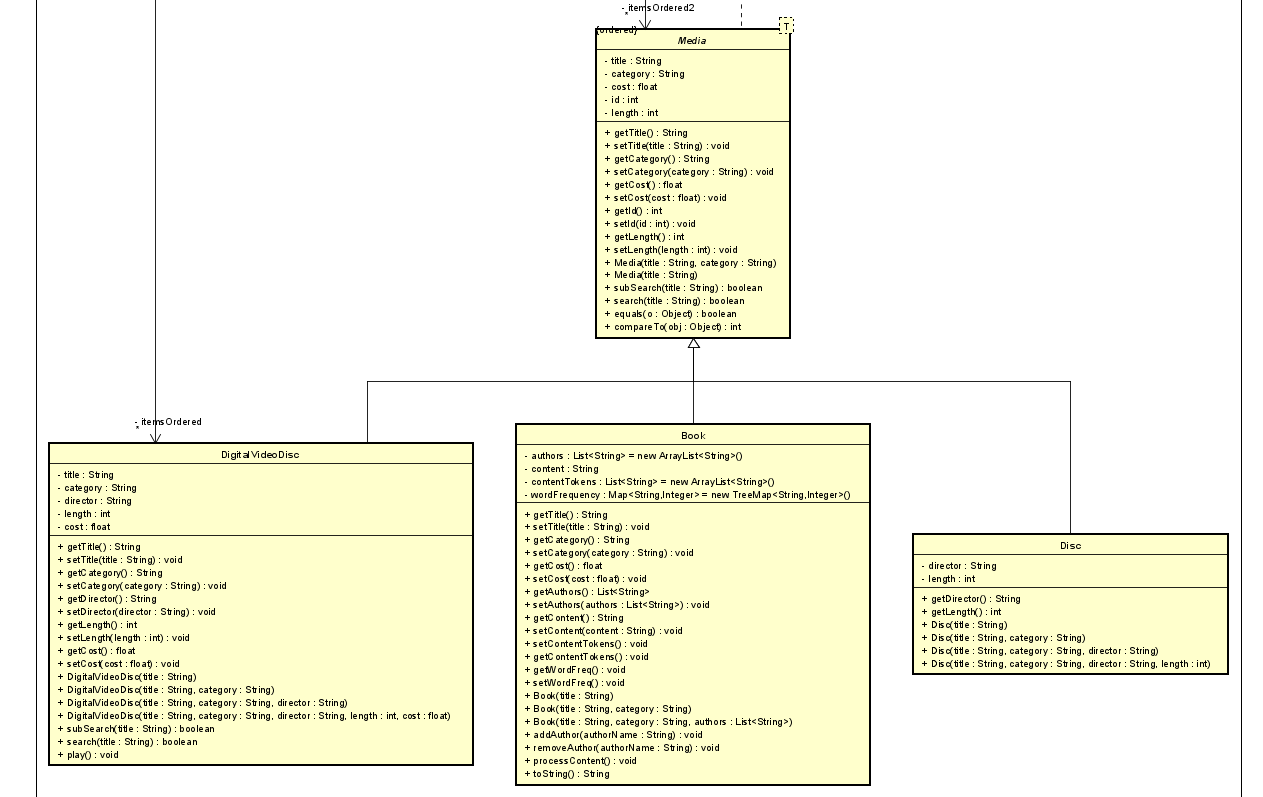 - itemsOrdered2
*
{ordered}
T
Media
- title : String
- category : String
- cost : float
- id : int
- length : int
+ getTitle() : String
+ setTitle(title : String) : void
+ getCategory() : String
+ setCategory(category : String) : void
+ getCost() : float
+ setCost(cost : float) : void
+ getId() : int
+ setId(id : int) : void
+ getLength() : int
+ setLength(length : int) : void
+ Media(title : String, category : String)
+ Media(title : String)
+ subSearch(title : String) : boolean
+ search(title : String) : boolean
+ equals(o : Object) : boolean
+ compareTo(obj : Object) : int
- itemsOrdered
*
DigitalVideoDisc
- title : String
- category : String
- director : String
- length : int
- cost : float
+ getTitle() : String
+ setTitle(title : String) : void
+ getCategory() : String
+ setCategory(category : String) : void
+ getDirector() : String
+ setDirector(director : String) : void
+ getLength() : int
+ setLength(length : int) : void
+ getCost() : float
+ setCost(cost : float) : void
+ DigitalVideoDisc(title : String)
+ DigitalVideoDisc(title : String, category : String)
+ DigitalVideoDisc(title : String, category : String, director : String)
+ DigitalVideoDisc(title : String, category : String, director : String, length : int, cost : float)
+ subSearch(title : String) : boolean
+ search(title : String) : boolean
+ play() : void
Book
- authors : List<String> = new ArrayList<String>()
- content : String
- contentTokens : List<String> = new ArrayList<String>()
- wordFrequency : Map<String,Integer> = new TreeMap<String,Integer>()
+ getTitle() : String
+ setTitle(title : String) : void
+ getCategory() : String
+ setCategory(category : String) : void
+ getCost() : float
+ setCost(cost : float) : void
+ getAuthors() : List<String>
+ setAuthors(authors : List<String>) : void
+ getContent() : String
+ setContent(content : String) : void
+ setContentTokens() : void
+ getContentTokens() : void
+ getWordFreq() : void
+ setWordFreq() : void
+ Book(title : String)
+ Book(title : String, category : String)
+ Book(title : String, category : String, authors : List<String>)
+ addAuthor(authorName : String) : void
+ removeAuthor(authorName : String) : void
+ processContent() : void
+ toString() : String
Disc
- director : String
- length : int
+ getDirector() : String
+ getLength() : int
+ Disc(title : String)
+ Disc(title : String, category : String)
+ Disc(title : String, category : String, director : String)
+ Disc(title : String, category : String, director : String, length : int)